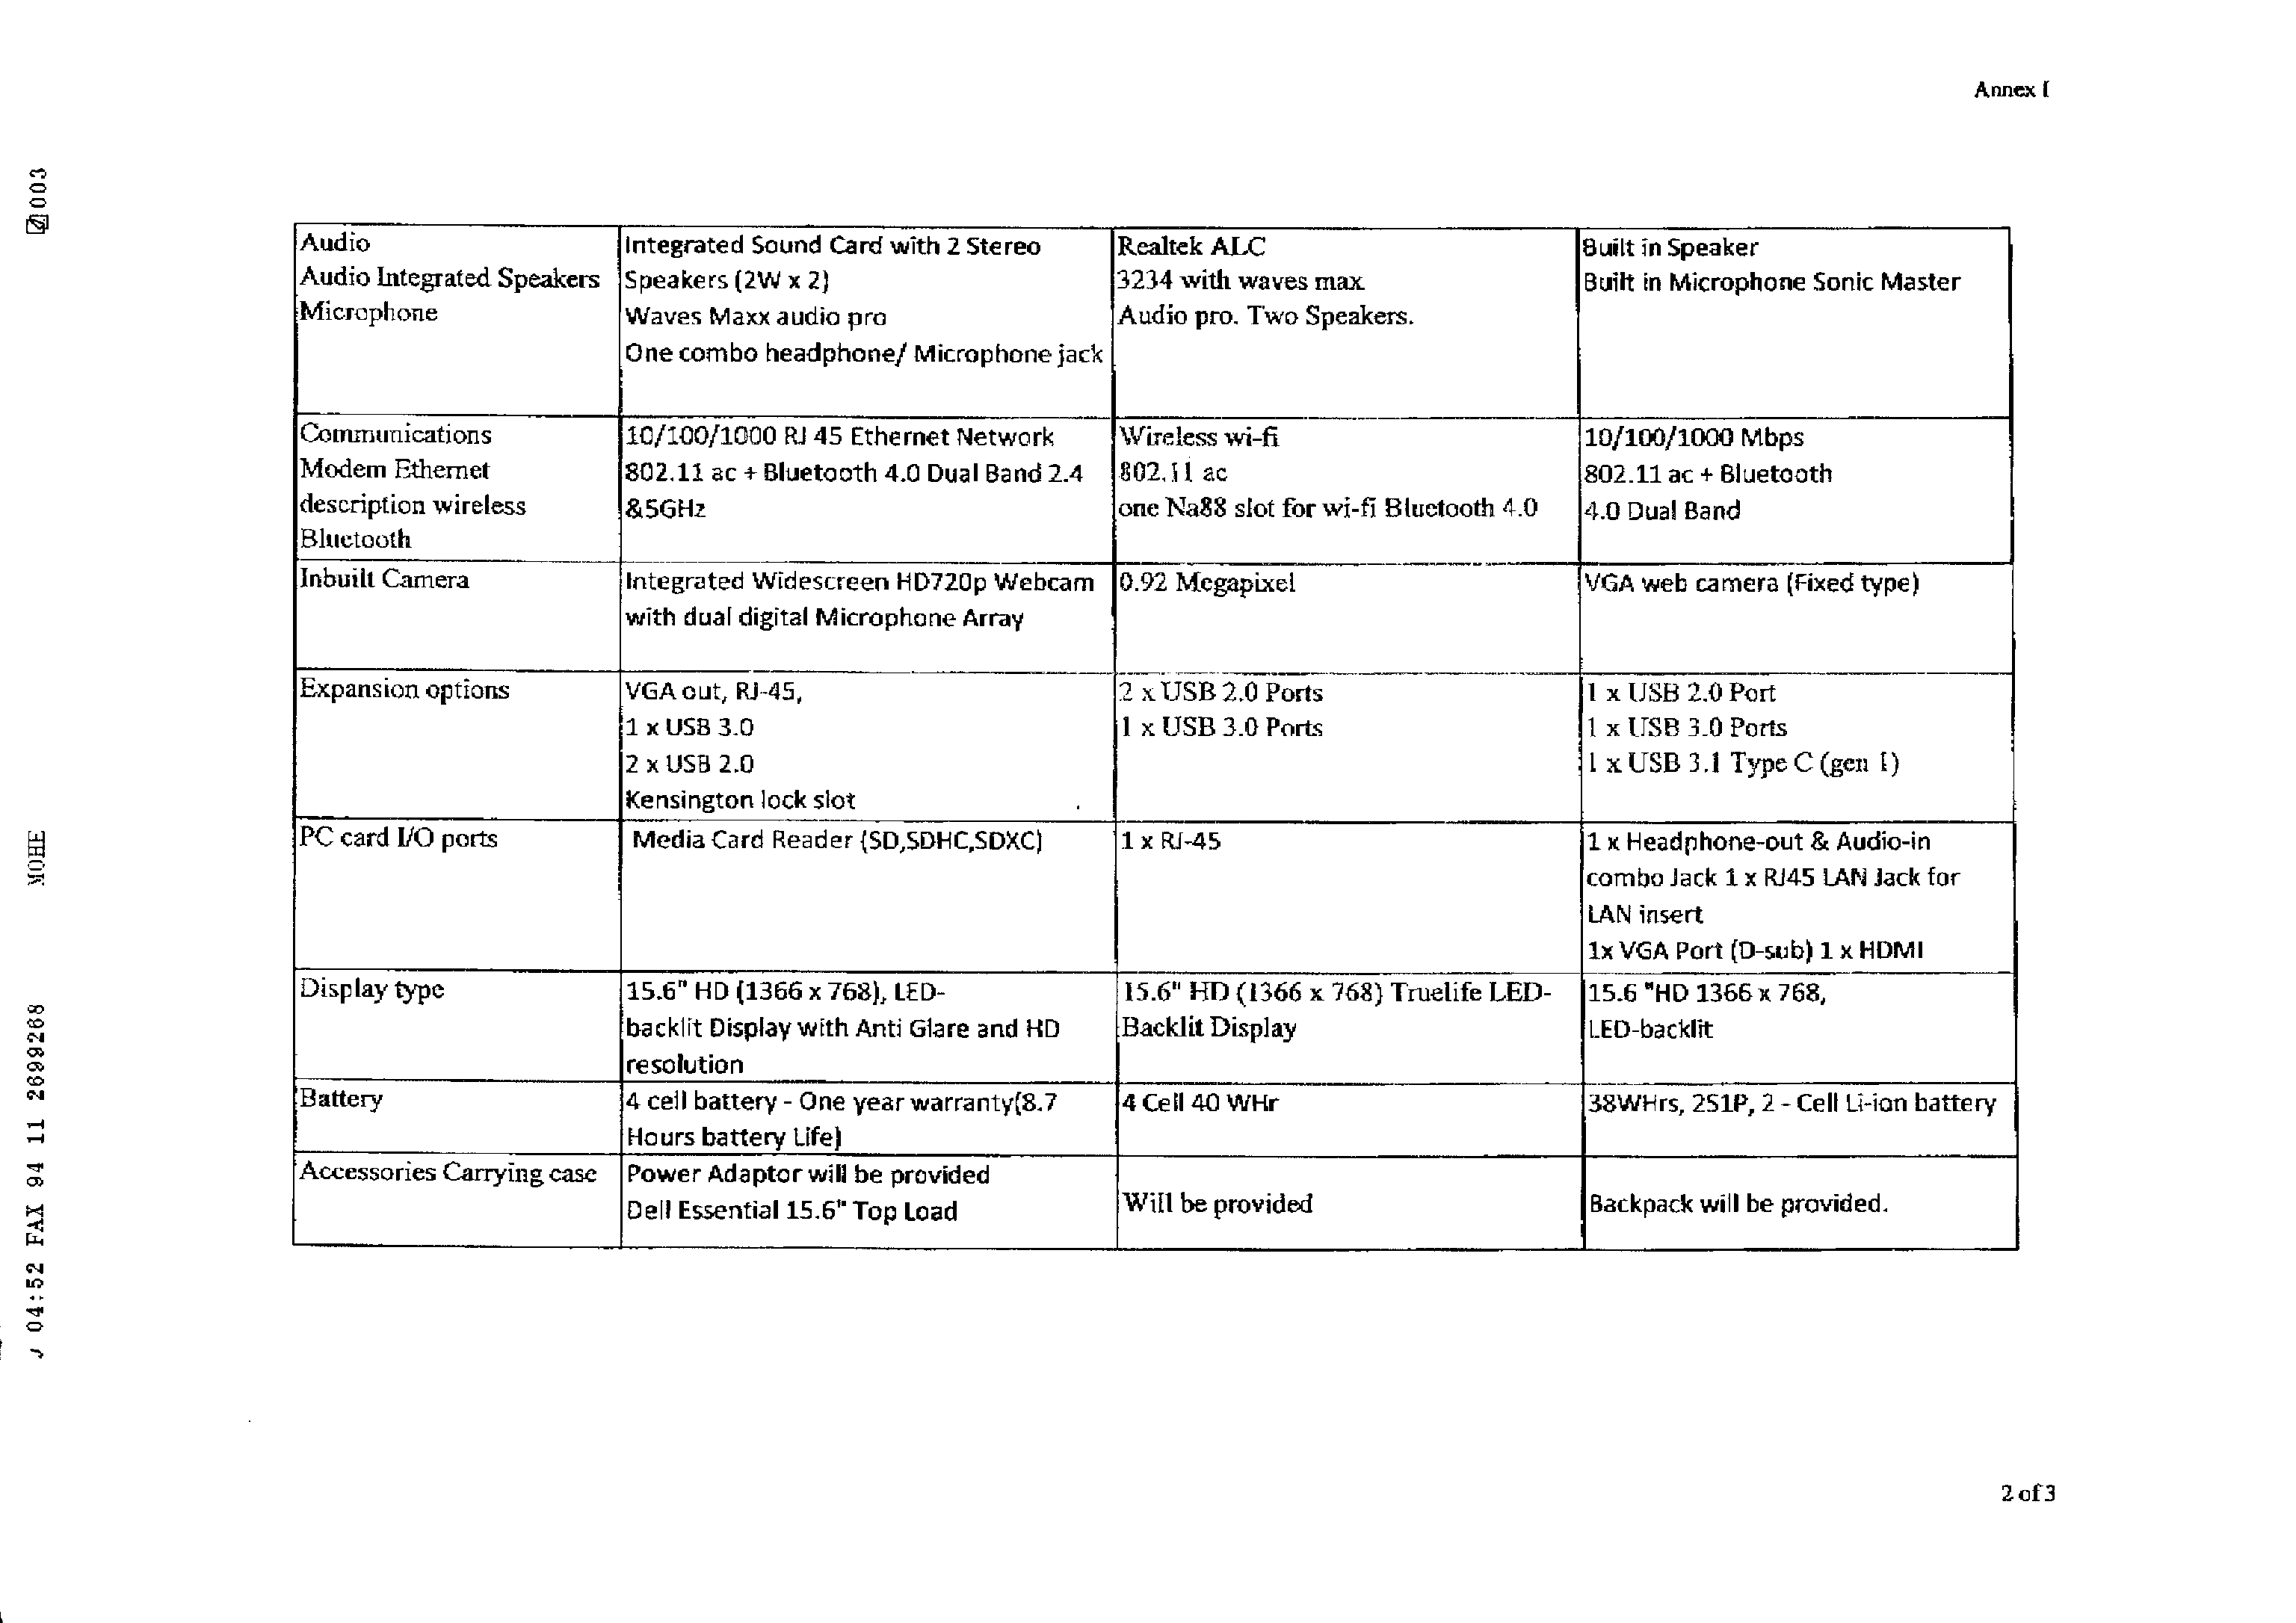 Annex I
003
Audio
Audio Integrated Speakers
Microphone
Integrated Sound Card with 2 Stereo
Speakers (2W x 2)
Waves Maxx audio pro
One combo headphone/ Microphone jack
Realtek ALC
3234 with waves max
Audio pro. Two Speakers.
Built in Speaker
Built in Microphone Sonic Master
Communications
Modem Ethernet
description wireless
Bluetooth
10/100/1000 RJ 45 Ethernet Network
802.11 ac + Bluetooth 4.0 Dual Band 2.4
&5GHz
Wireless wi-fi
802.11 ac
one Na88 slot for wi-fi Bluetooth 4.0
10/100/1000 Mbps
802.11 ac + Bluetooth
4.0 Dual Band
Inbuilt Camera
Integrated Widescreen HD720p Webcam
with dual digital Microphone Array
0.92 Megapixel
VGA web camera (Fixed type)
Expansion options
VGA out, RJ-45,
1 x USB 3.0
2 x USB 2.0
Kensington lock slot
2 x USB 2.0 Ports
1 x USB 3.0 Ports
1 x USB 2.0 Port
1 x USB 3.0 Ports
1 x USB 3.1 Type C (gen I)
PC card I/O ports
Media Card Reader (SD,SDHC,SDXC)
1 x RJ-45
1 x Headphone-out & Audio-in
combo Jack 1 x RJ45 LAN Jack for
LAN insert
1x VGA Port (D-sub) 1 x HDMI
Display type
15.6" HD (1366 x 768), LED-
backlit Display with Anti Glare and HD
resolution
15.6" HD (1366 x 768) Truelife LED-
Backlit Display
15.6 "HD 1366 x 768,
LED-backlit
Battery
4 cell battery - One year warranty(8.7
Hours battery Life)
4 Cell 40 WHr
38WHrs, 2S1P, 2 - Cell Li-ion battery
Accessories Carrying case
Power Adaptor will be provided
Dell Essential 15.6" Top Load
Will be provided
Backpack will be provided.
04:52 FAX 94 11 2699268 MOHE
2 of 3